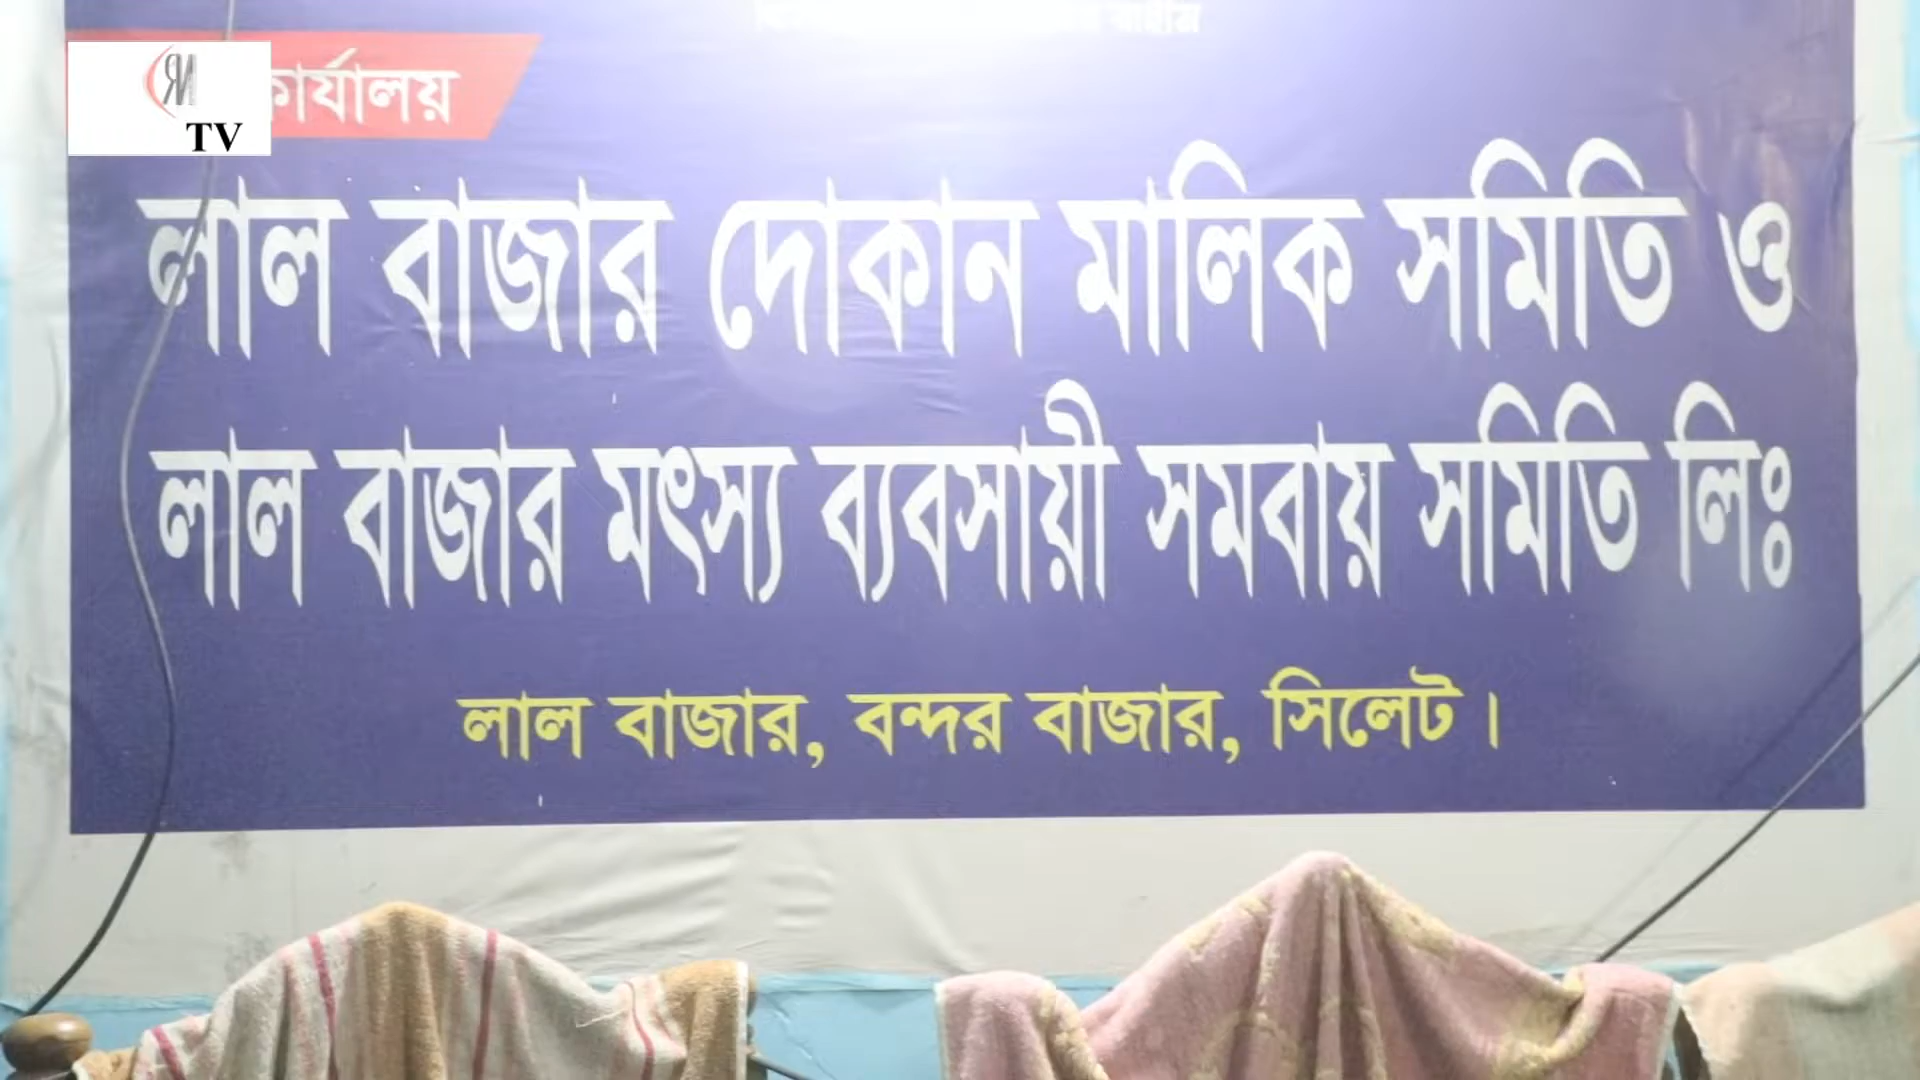 কার্যালয়
TV
লাল বাজার দোকান মালিক সমিতি ও
লাল বাজার মৎস্য ব্যবসায়ী সমবায় সমিতি লিঃ
লাল বাজার, বন্দর বাজার, সিলেট।